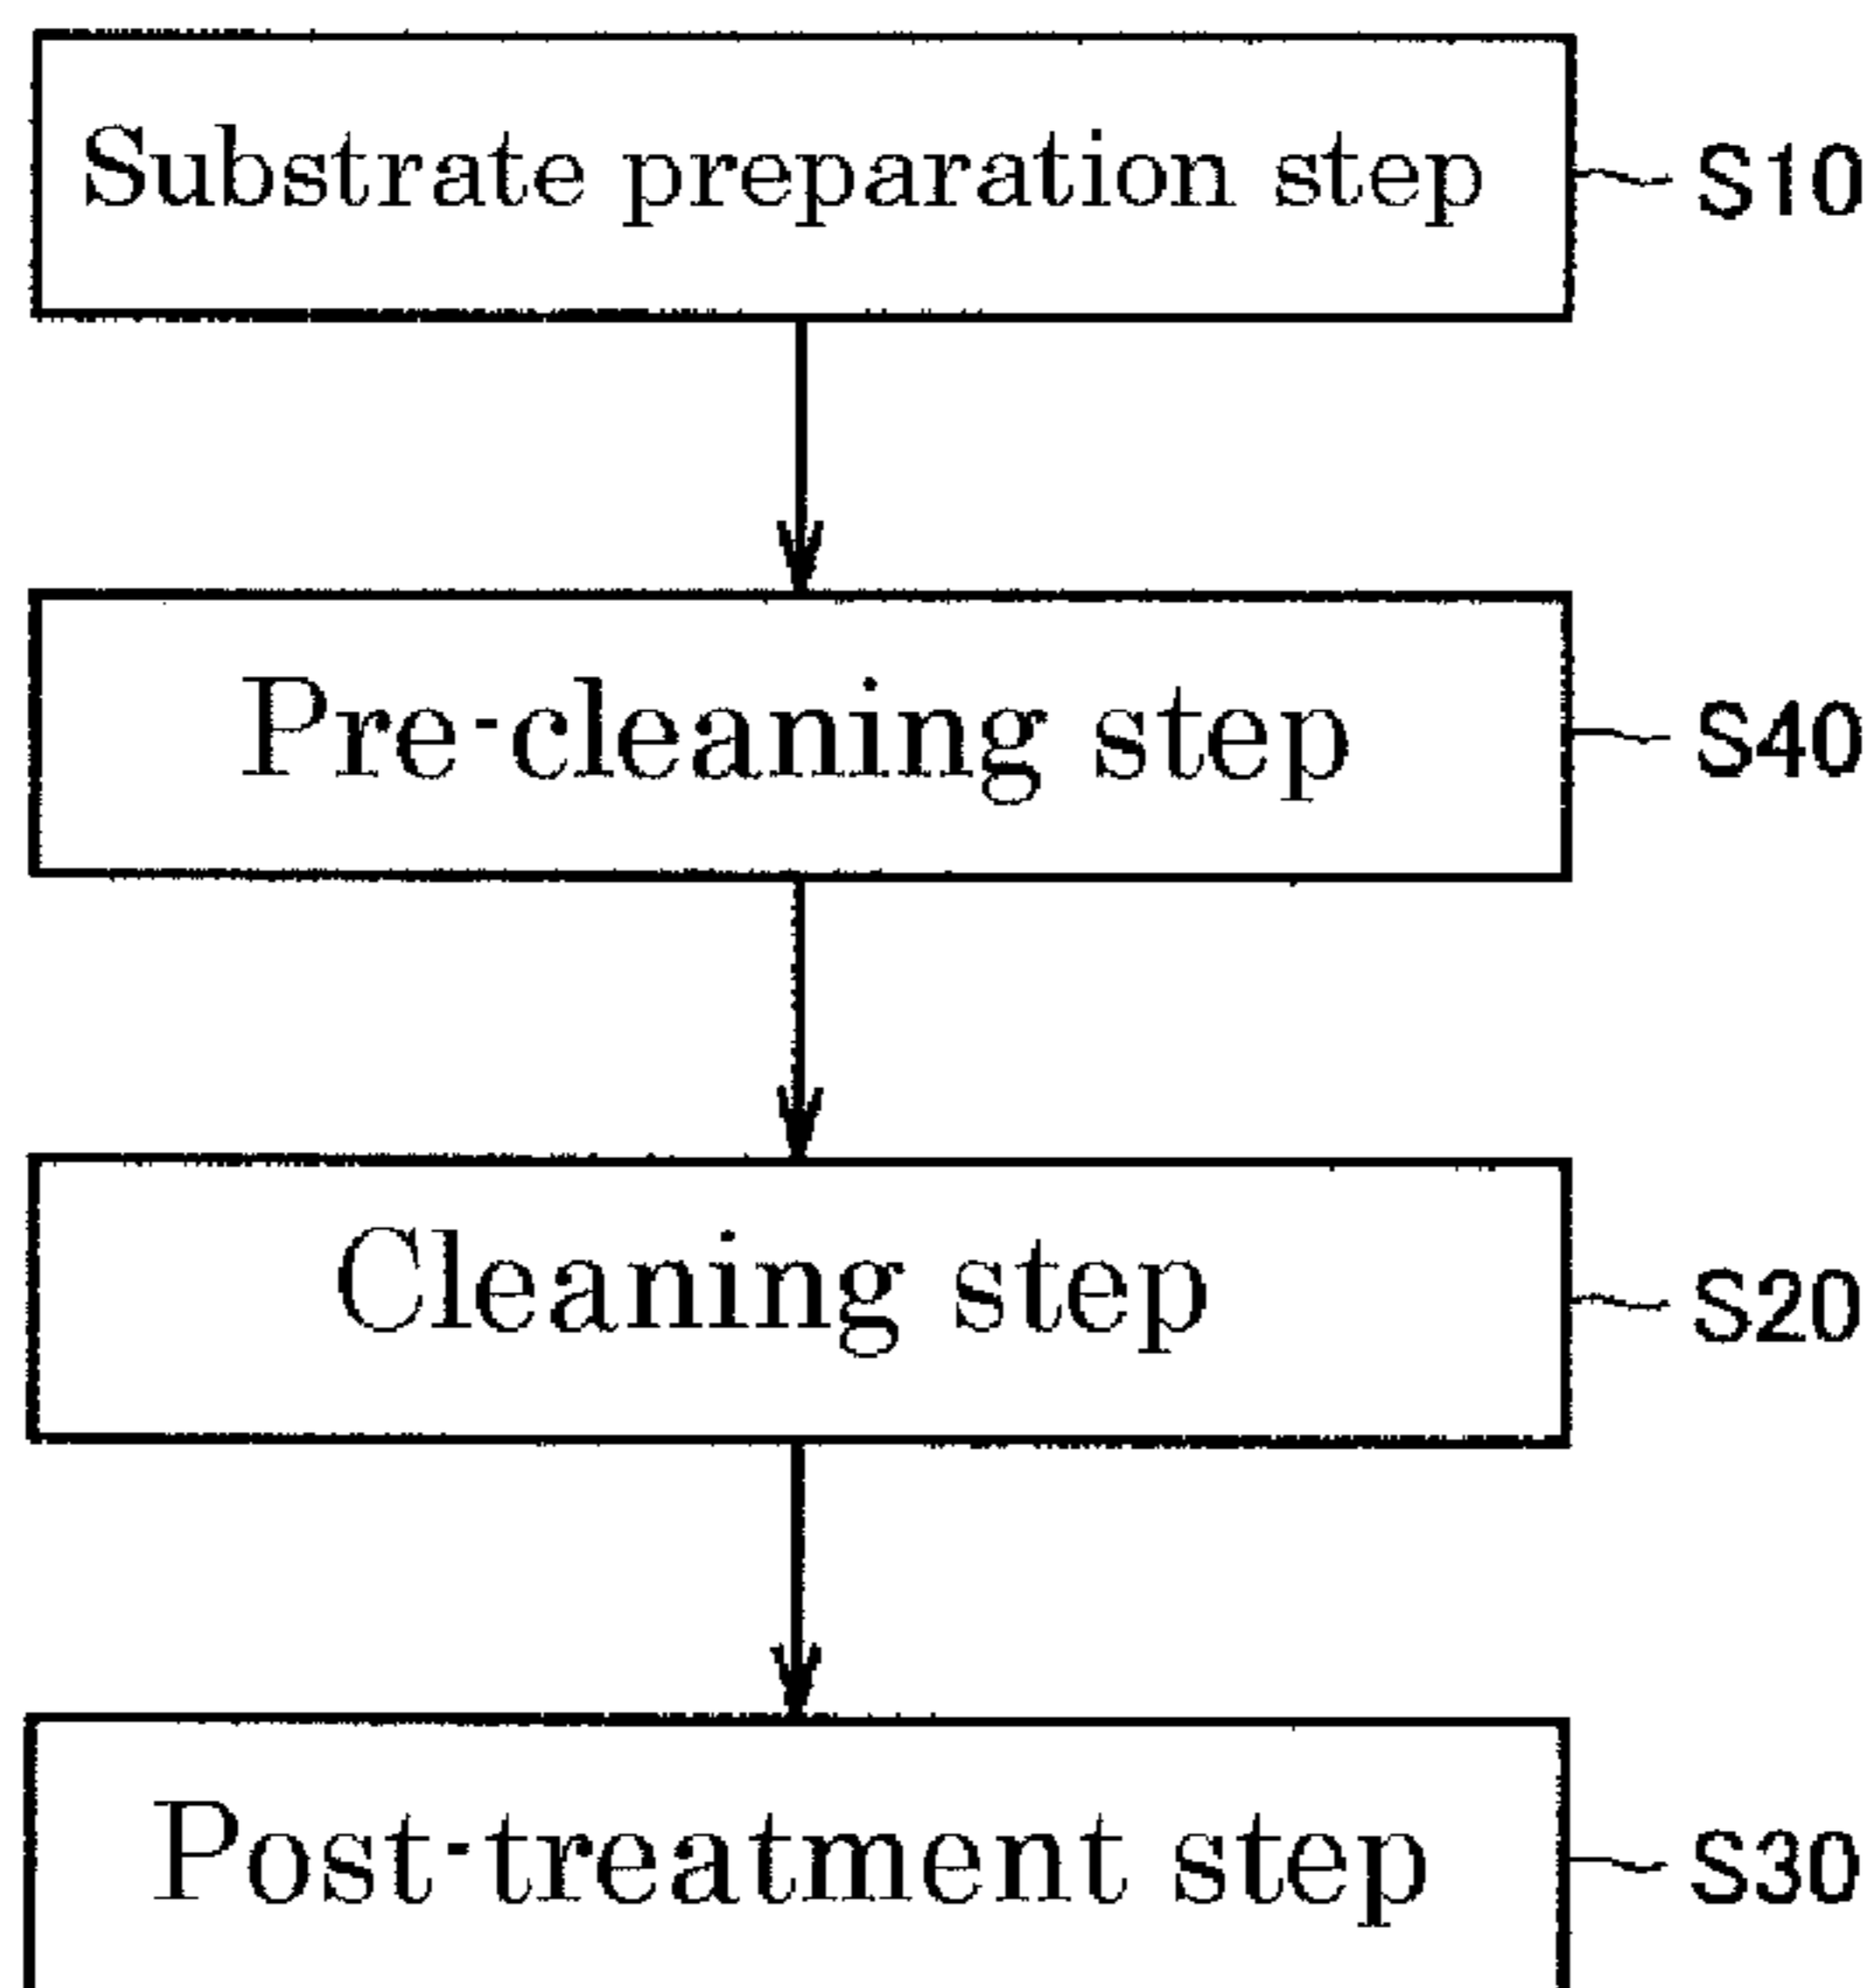 Substrate preparation step S10
Pre-cleaning step S40
Cleaning step S20
Post-treatment step S30